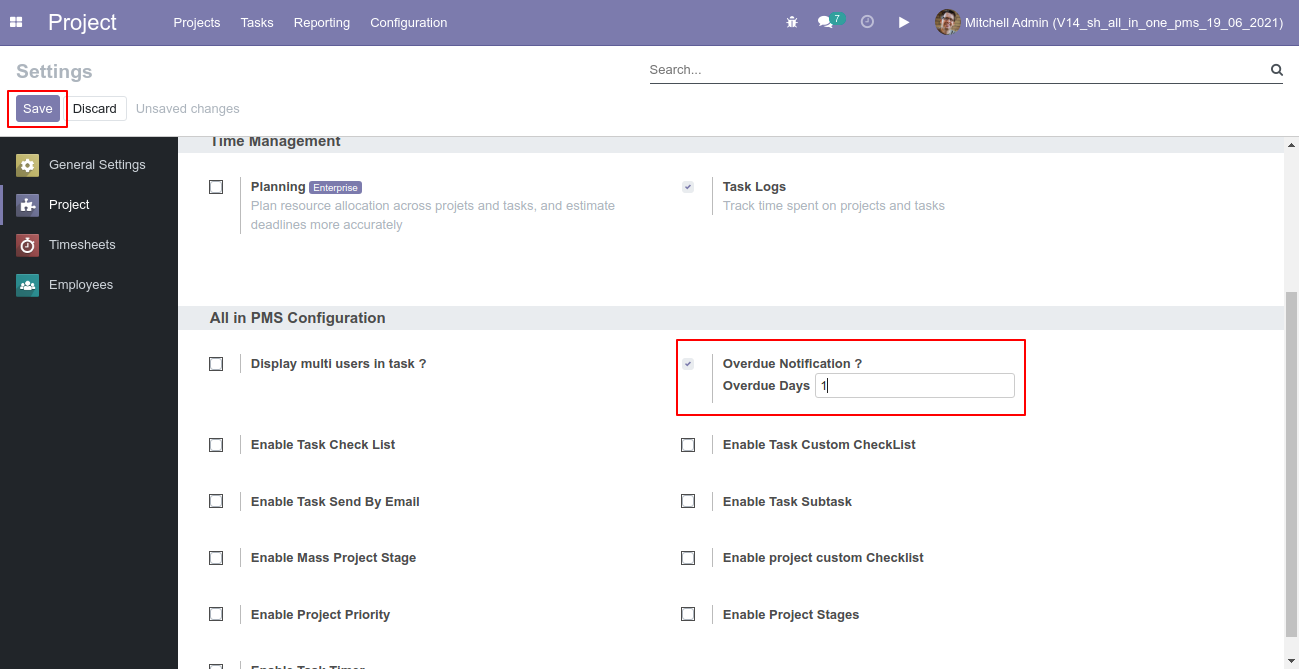 Project
Projects Tasks Reporting Configuration
7
Mitchell Admin (V14_sh_all_in_one_pms_19_06_2021)
Settings
Search...
Save Discard Unsaved changes
General Settings
Project
Timesheets
Employees
Time Management
Planning Enterprise
Plan resource allocation across projets and tasks, and estimate
deadlines more accurately
Task Logs
Track time spent on projects and tasks
All in PMS Configuration
Display multi users in task ?
Overdue Notification ?
Overdue Days 1
Enable Task Check List
Enable Task Custom CheckList
Enable Task Send By Email
Enable Task Subtask
Enable Mass Project Stage
Enable project custom Checklist
Enable Project Priority
Enable Project Stages
Enable Task Timer